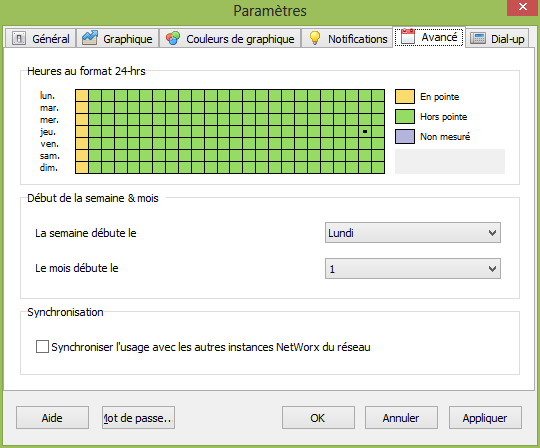 Paramètres
Général
Graphique
Couleurs de graphique
Notifications
Avancé
Dial-up
Heures au format 24-hrs
lun.
mar.
mer.
jeu.
ven.
sam.
dim.
En pointe
Hors pointe
Non mesuré
Début de la semaine & mois
La semaine débute le
Lundi
Le mois débute le
1
Synchronisation
Synchroniser l'usage avec les autres instances NetWorx du réseau
Aide
Mot de passe...
OK
Annuler
Appliquer